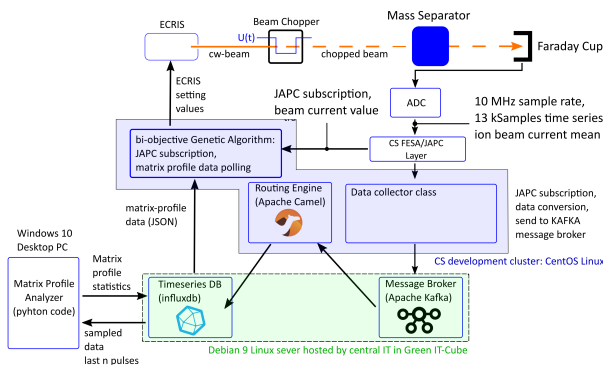 Beam Chopper
Mass Separator
ECRIS
U(t)
Faraday Cup
cw-beam
chopped beam
ECRIS
setting
values
JAPC subscription,
beam current value
ADC
10 MHz sample rate,
13 kSamples time series
ion beam current mean
bi-objective Genetic Algorithm:
JAPC subscription,
matrix profile data polling
CS FESA/JAPC
Layer
Routing Engine
(Apache Camel)
Data collector class
JAPC subscription,
data conversion,
send to KAFKA
message broker
matrix-profile
data (JSON)
CS development cluster: CentOS Linux
Windows 10
Desktop PC
Matrix
profile
statistics
Matrix Profile
Analyzer
(pyhton code)
Timeseries DB
(influxdb)
Message Broker
(Apache Kafka)
sampled
data
last n pulses
Debian 9 Linux sever hosted by central IT in Green IT-Cube